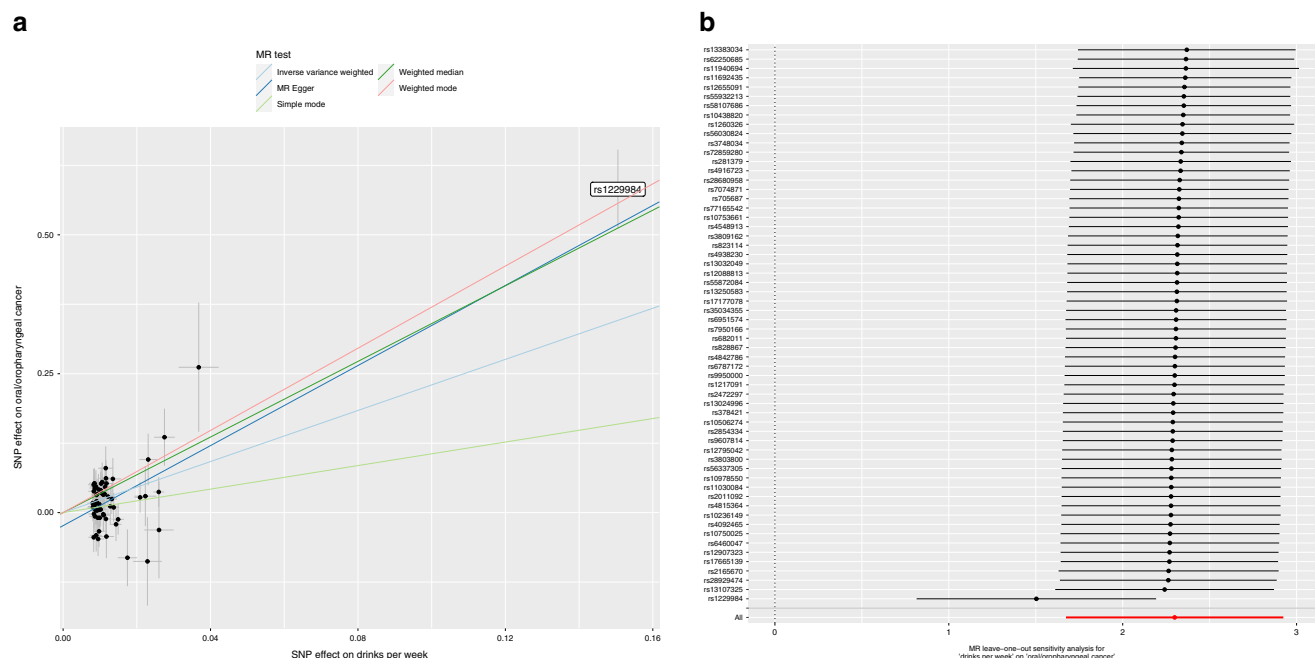 a
MR test
Inverse variance weighted
Weighted median
MR Egger
Weighted mode
Simple mode
SNP effect on oral/oropharyngeal cancer
0.50
0.25
0.00
rs1229984
0.00
0.04
0.08
0.12
0.16
SNP effect on drinks per week
b
rs13383034
rs62250685
rs11940694
rs11692435
rs12655091
rs55932213
rs58107686
rs10438820
rs1260326
rs56030824
rs3748034
rs72859280
rs281379
rs4916723
rs28680958
rs7074871
rs705687
rs77165542
rs10753661
rs4548913
rs3809162
rs823114
rs4938230
rs13032049
rs12088813
rs55872084
rs13250583
rs17177078
rs35034355
rs6951574
rs7950166
rs682011
rs828867
rs4842786
rs6787172
rs9950000
rs1217091
rs2472297
rs13024996
rs378421
rs10506274
rs2854334
rs9607814
rs12795042
rs3803800
rs56337305
rs10978550
rs11030084
rs2011092
rs4815364
rs10236149
rs4092465
rs10750025
rs6460047
rs12907323
rs17665139
rs2165670
rs28929474
rs13107325
rs1229984
All
0
1
2
3
MR leave−one−out sensitivity analysis for
'drinks per week' on 'oral/oropharyngeal cancer'